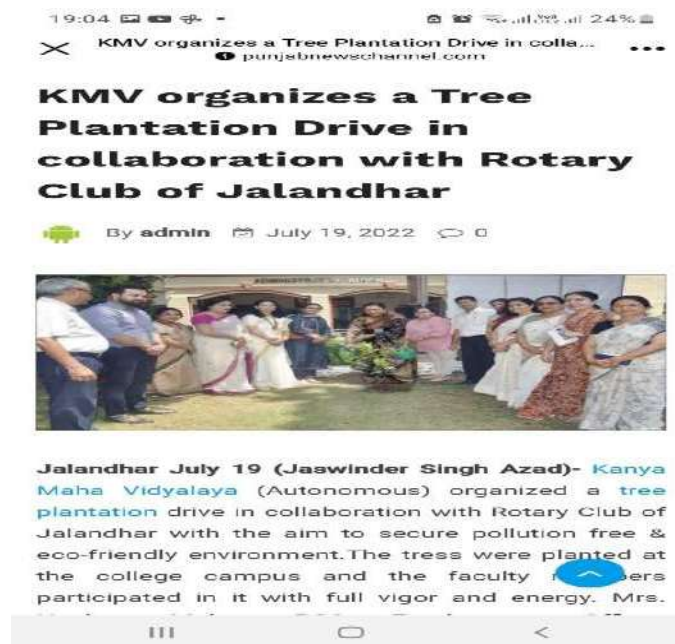 19:04
24%
KMV organizes a Tree Plantation Drive in colla...
punjabnewschannel.com
KMV organizes a Tree
Plantation Drive in
collaboration with Rotary
Club of Jalandhar
By admin July 19, 2022 0
Jalandhar July 19 (Jaswinder Singh Azad)- Kanya
Maha Vidyalaya (Autonomous) organized a tree
plantation drive in collaboration with Rotary Club of
Jalandhar with the aim to secure pollution free &
eco-friendly environment.The tress were planted at
the college campus and the faculty
participated in it with full vigor and energy. Mrs.